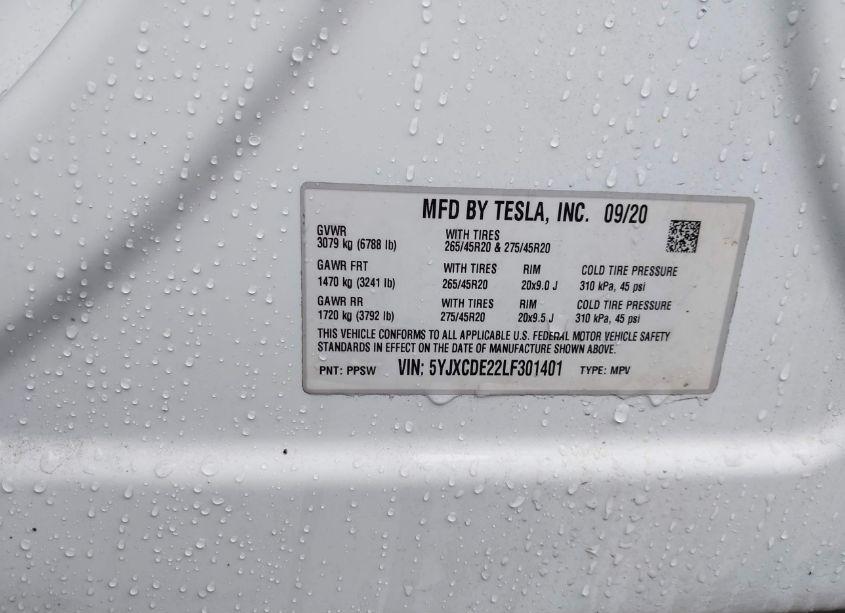 MFD BY TESLA, INC. 09/20
GVWR WITH TIRES
3079 kg (6788 lb) 265/45R20 & 275/45R20
GAWR FRT WITH TIRES RIM COLD TIRE PRESSURE
1470 kg (3241 lb) 265/45R20 20x9.0 J 310 kPa, 45 psi
GAWR RR WITH TIRES RIM COLD TIRE PRESSURE
1720 kg (3792 lb) 275/45R20 20x9.5 J 310 kPa, 45 psi
THIS VEHICLE CONFORMS TO ALL APPLICABLE U.S. FEDERAL MOTOR VEHICLE SAFETY
STANDARDS IN EFFECT ON THE DATE OF MANUFACTURE SHOWN ABOVE.
PNT: PPSW VIN; 5YJXCDE22LF301401 TYPE: MPV